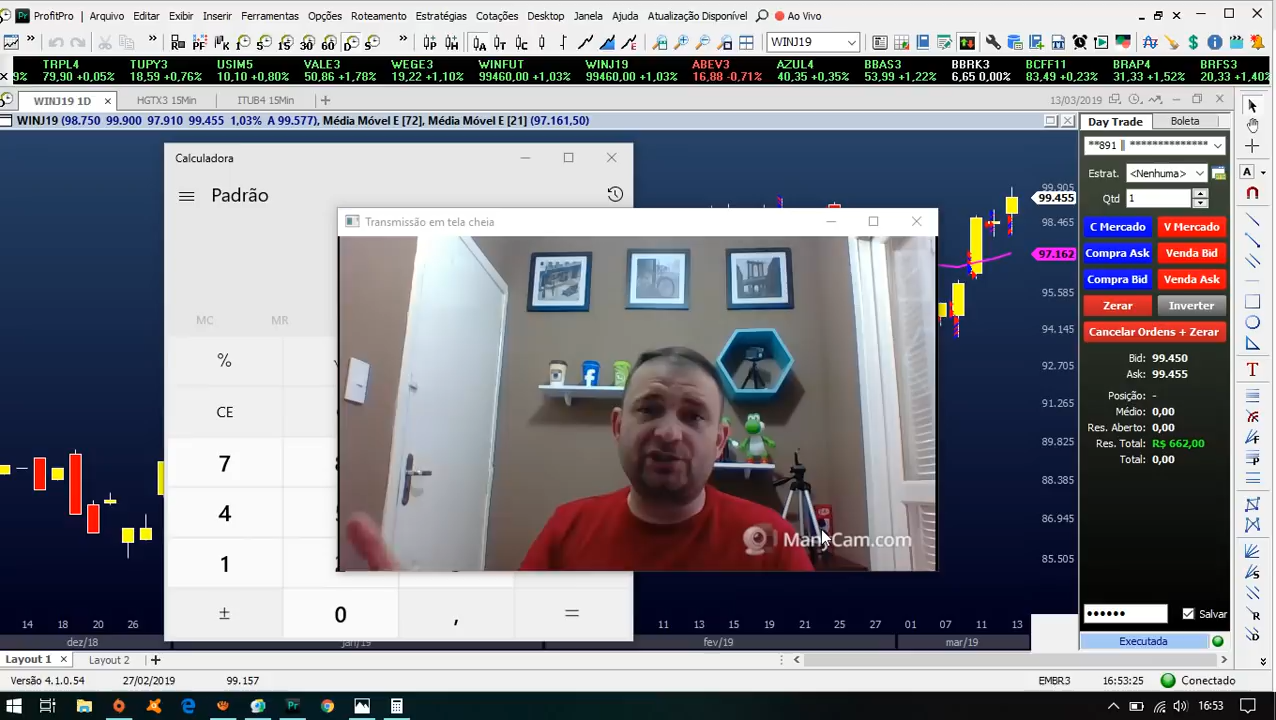 ProfitPro Arquivo Editar Exibir Inserir Ferramentas Opções Roteamento Estratégias Cotações Desktop Janela Ajuda Atualização Disponível Ao Vivo
WINJ19
TRPL4 TUPY3 USIM5 VALE3 WEGE3 WINFUT WINJ19 ABEV3 AZUL4 BBAS3 BBRK3 BCFF11 BRAP4 BRFS3
9% 79,90 +0,05% 18,59 +0,76% 10,10 +0,80% 50,86 +1,78% 19,22 +1,10% 99460,00 +1,03% 99460,00 +1,03% 16,88 -0,71% 40,35 +0,35% 53,99 +1,22% 6,65 0,00% 83,49 +0,23% 31,33 +1,52% 20,33 +1,40%
WINJ19 1D HGTX3 15Min ITUB4 15Min 13/03/2019
WINJ19 (98.750 99.900 97.910 99.455 1,03% A 99.577), Média Móvel E [72], Média Móvel E [21] (97.161,50)
Day Trade Boleta
**891 || **************
Calculadora
Padrão
Estrat. <Nenhuma>
Qtd 1
Transmissão em tela cheia
C Mercado V Mercado
Compra Ask Venda Bid
Compra Bid Venda Ask
Zerar Inverter
Cancelar Ordens + Zerar
Bid: 99.450
Ask: 99.455
Posição: -
Médio: 0,00
Res. Aberto: 0,00
Res. Total: R$ 662,00
Total: 0,00
99.905
99.455
98.465
97.162
95.585
94.145
92.705
91.265
89.825
88.385
86.945
85.505
MC MR
%
CE
7
4
1
± 0 , =
ManyCam.com
•••••• Salvar
Executada
14 18 20 26 11 13 15 19 21 25 27 01 07 11 13
dez/18 jan/19 fev/19 mar/19
Layout 1 Layout 2
Versão 4.1.0.54 27/02/2019 99.157 EMBR3 16:53:25 Conectado
16:53